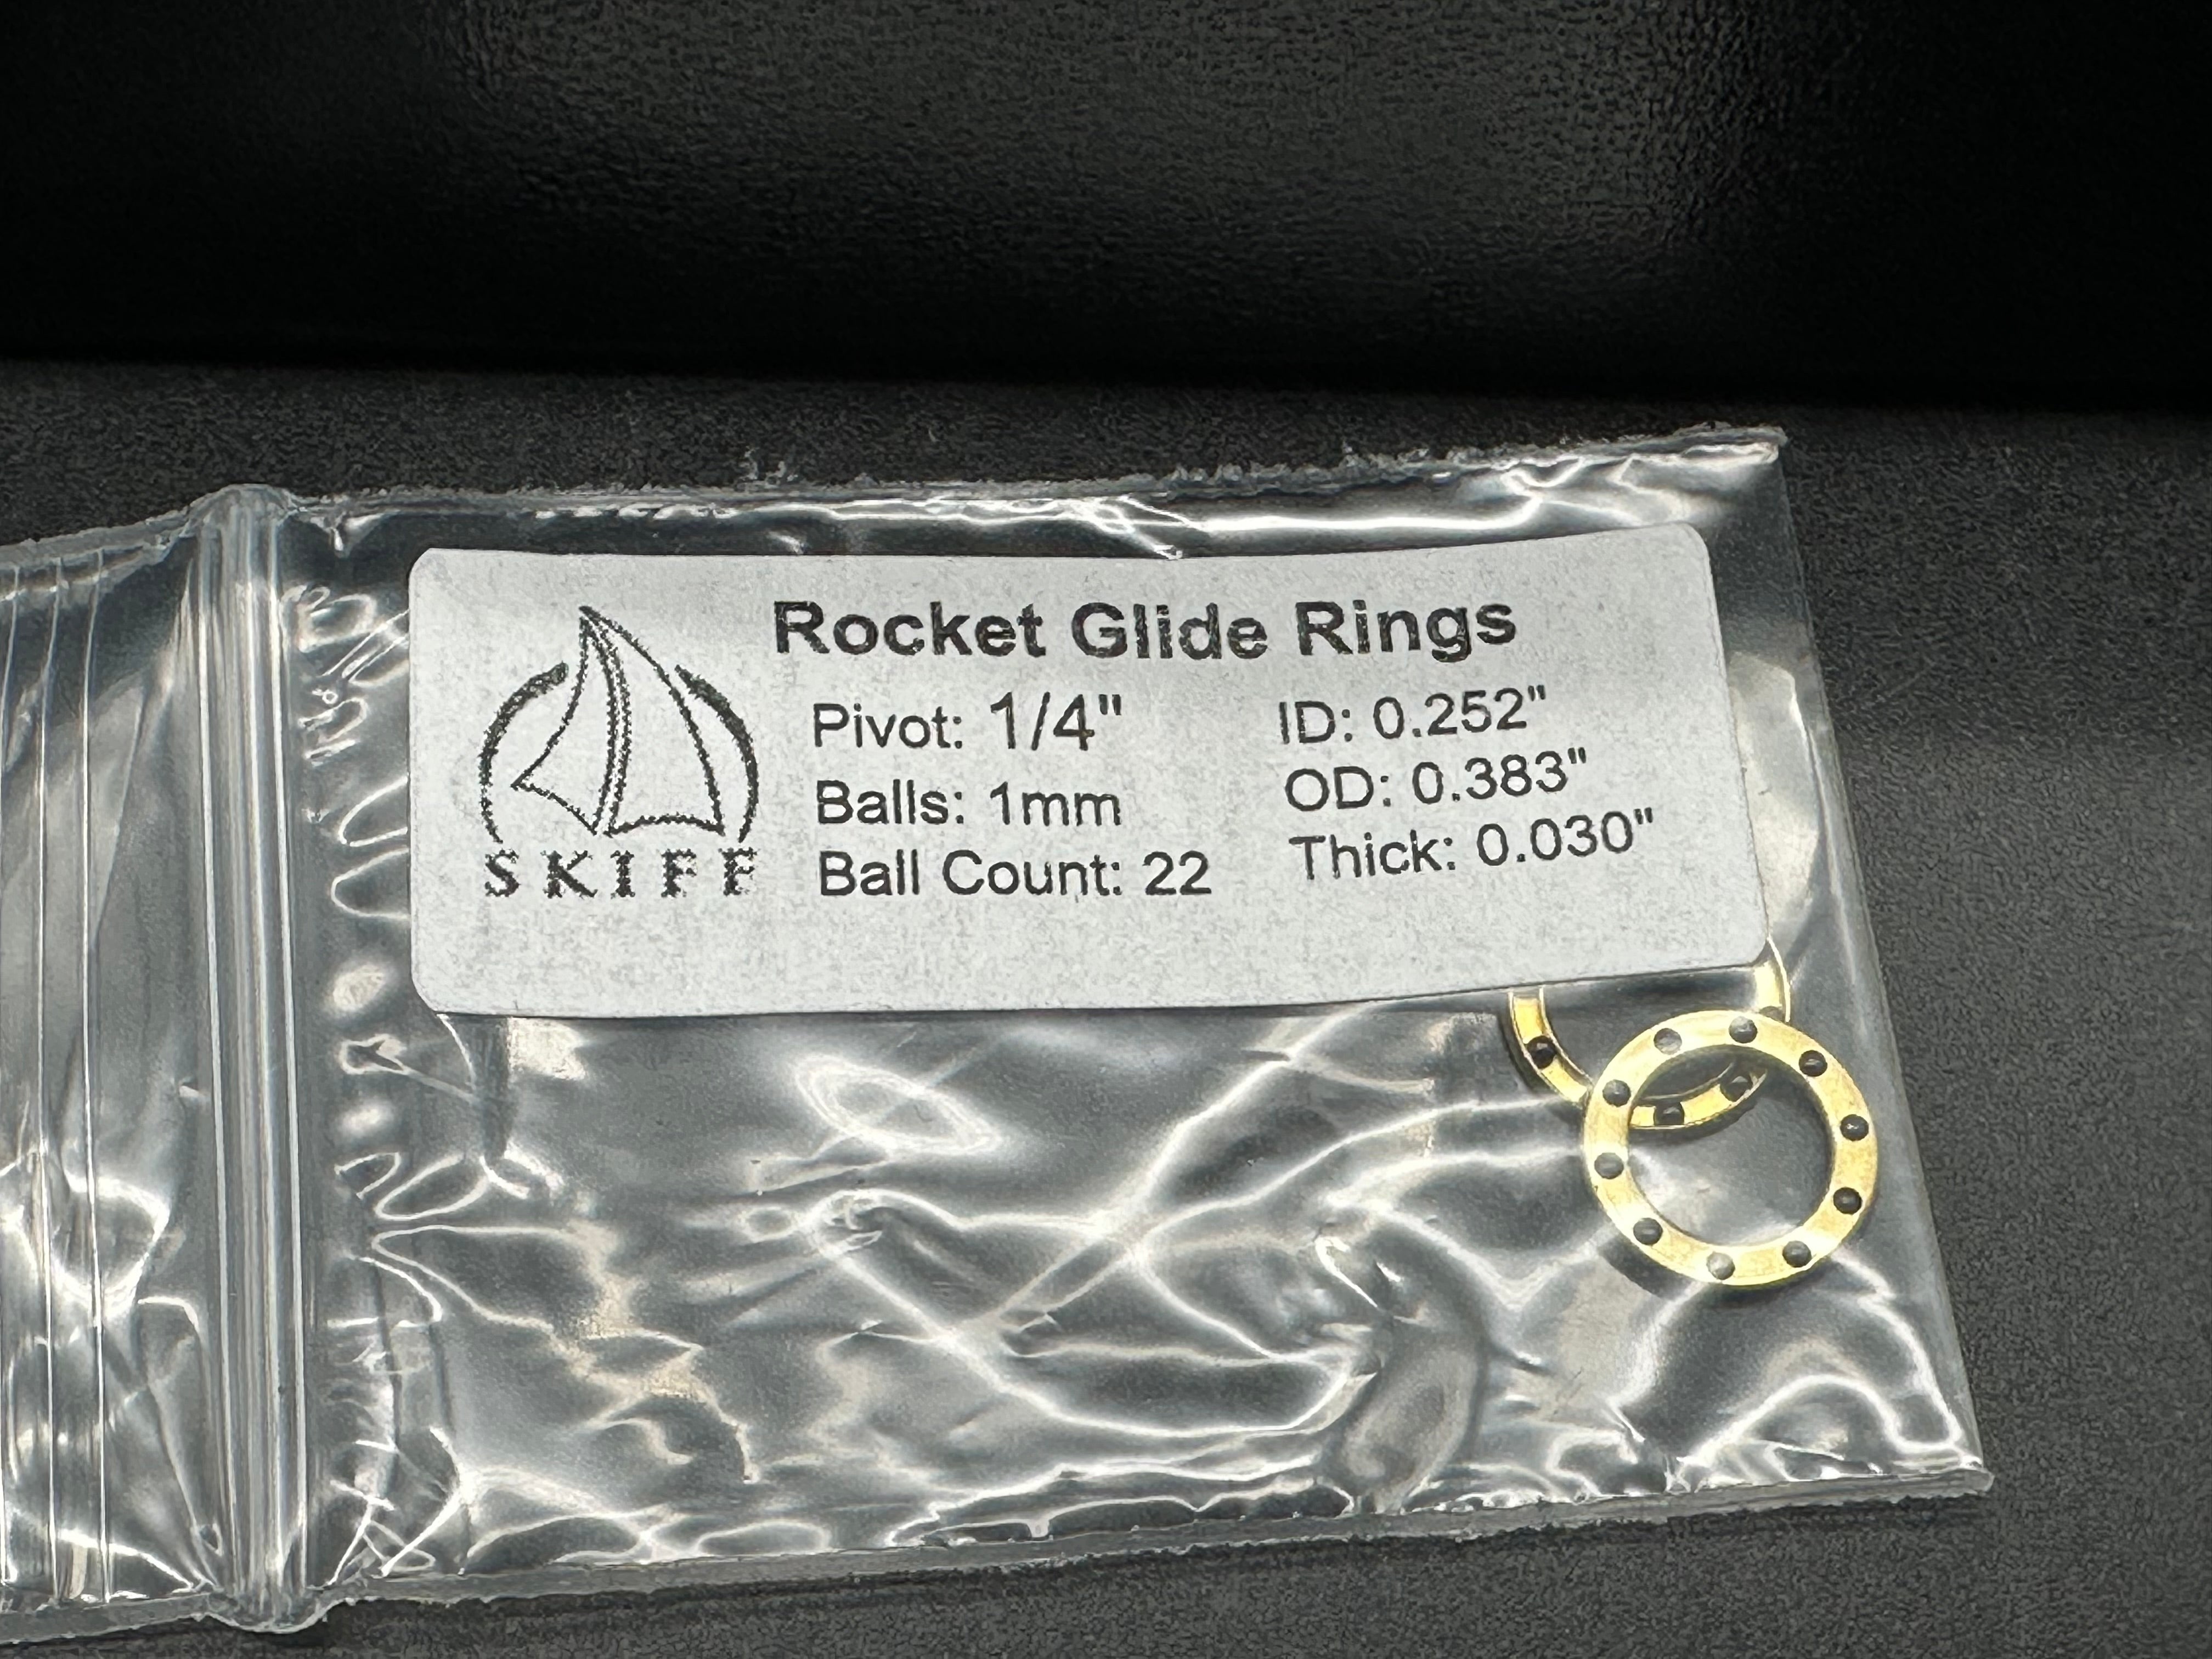 Rocket Glide Rings
Pivot: 1/4"
Balls: 1mm
Ball Count: 22
ID: 0.252"
OD: 0.383"
Thick: 0.030"
SKIFF